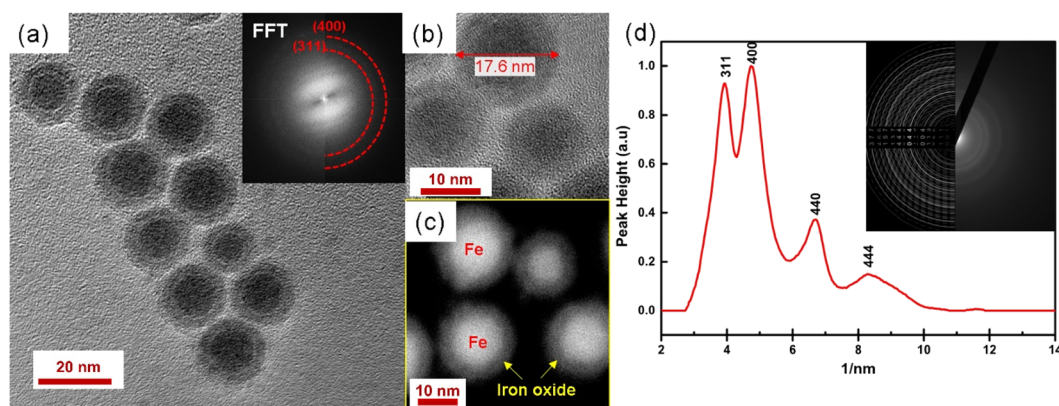 (a)
FFT
(400)
(311)
20 nm
(b)
17.6 nm
10 nm
(c)
Fe
Fe
Iron oxide
10 nm
(d)
Peak Height (a.u)
1.0
0.8
0.6
0.4
0.2
0.0
311
400
440
444
2 4 6 8 10 12 14
1/nm